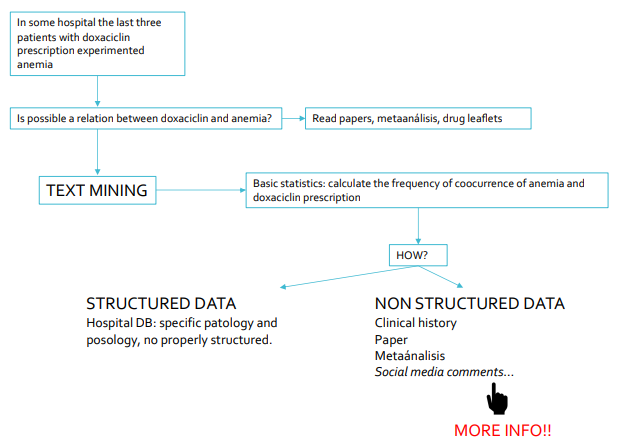 In some hospital the last three
patients with doxaciclin
prescription experimented
anemia
Is possible a relation between doxaciclin and anemia?
Read papers, metaanálisis, drug leaflets
TEXT MINING
Basic statistics: calculate the frequency of coocurrence of anemia and
doxaciclin prescription
HOW?
STRUCTURED DATA
Hospital DB: specific patology and
posology, no properly structured.
NON STRUCTURED DATA
Clinical history
Paper
Metaánalisis
Social media comments...
MORE INFO!!